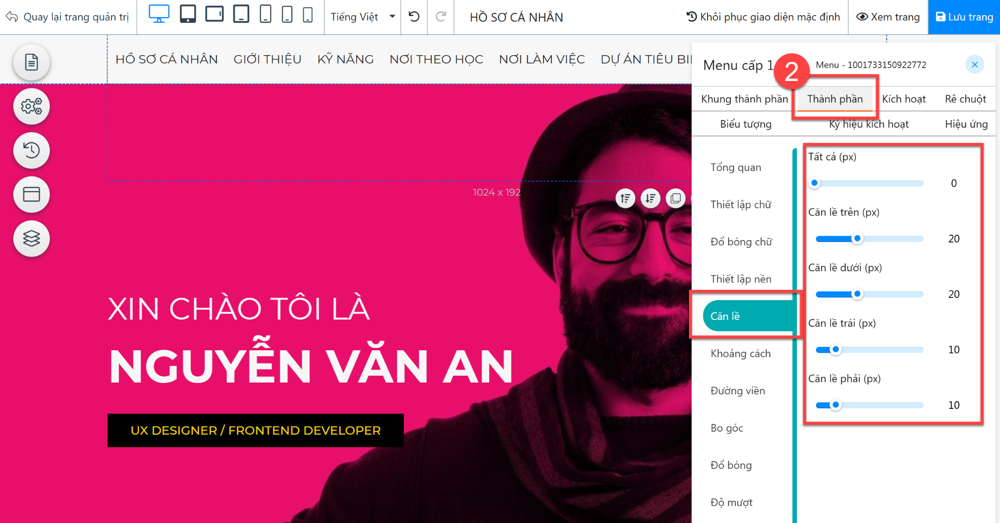 Quay lại trang quản trị
Tiếng Việt
HỒ SƠ CÁ NHÂN
Khôi phục giao diện mặc định
Xem trang
Lưu trang
HỒ SƠ CÁ NHÂN GIỚI THIỆU KỸ NĂNG NƠI THEO HỌC NƠI LÀM VIỆC DỰ ÁN TIÊU
Menu cấp 1
2
Menu - 1001733150922772
Khung thành phần Thành phần Kích hoạt Rê chuột
Biểu tượng Ký hiệu kích hoạt Hiệu ứng
Tổng quan
Thiết lập chữ
Đổ bóng chữ
Thiết lập nền
Căn lề
Khoảng cách
Đường viền
Bo góc
Đổ bóng
Độ mượt
Tất cả (px)
0
Căn lề trên (px)
20
Căn lề dưới (px)
20
Căn lề trái (px)
10
Căn lề phải (px)
10
1024 x 192
XIN CHÀO TÔI LÀ
NGUYỄN VĂN AN
UX DESIGNER / FRONTEND DEVELOPER